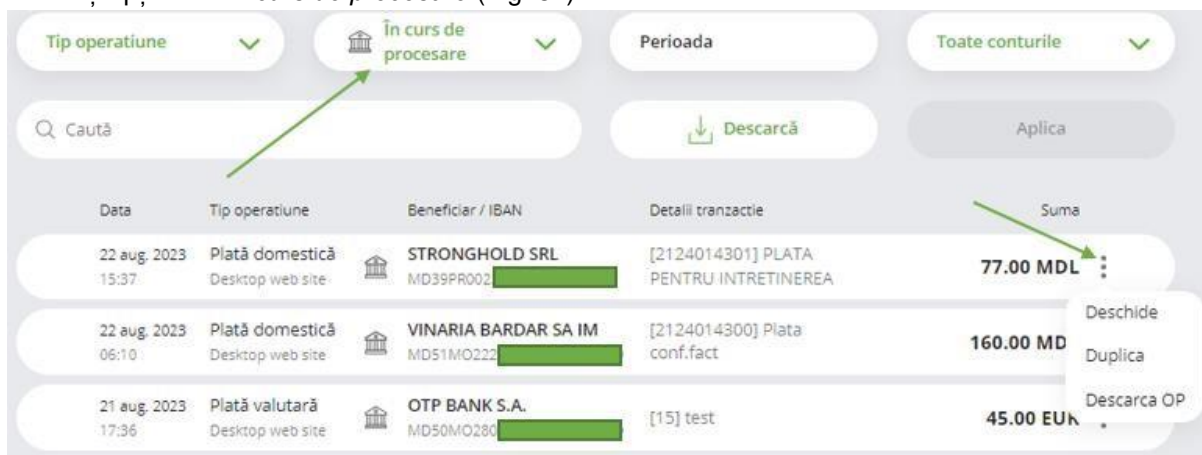 Tip operatiune
În curs de
procesare
Perioada
Toate conturile
Caută
Descarcă
Aplica
Data Tip operatiune Beneficiar / IBAN Detalii tranzactie Suma
22 aug. 2023 Plată domestică STRONGHOLD SRL [2124014301] PLATA
15:37 Desktop web site MD39PR002 PENTRU INTRETINEREA
77.00 MDL
Deschide
22 aug. 2023 Plată domestică VINARIA BARDAR SA IM [2124014300] Plata
06:10 Desktop web site MD51MO222 conf.fact
160.00 MD
Duplica
Descarca OP
21 aug. 2023 Plată valutară OTP BANK S.A. [15] test
17:36 Desktop web site MD50MO280
45.00 EUR